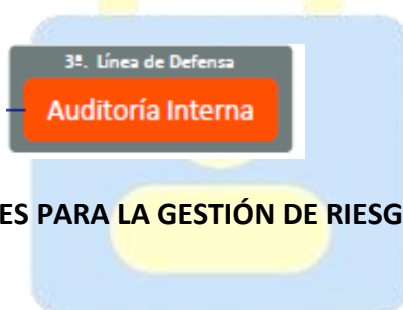 3ª. Línea de Defensa
Auditoría Interna
ES PARA LA GESTIÓN DE RIESG